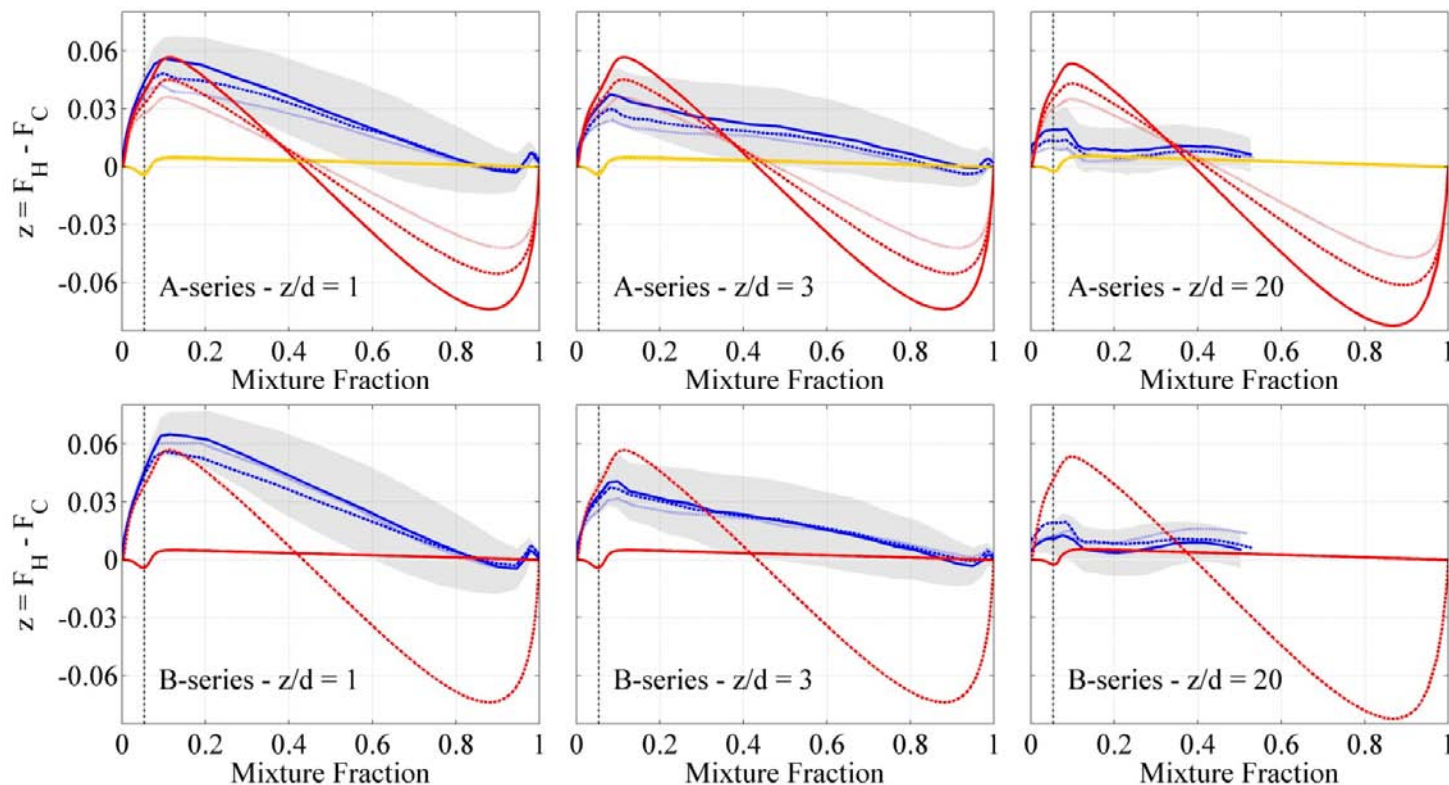 z = F_H - F_C
0.06
0.03
0
-0.03
-0.06
A-series - z/d = 1
0 0.2 0.4 0.6 0.8 1
Mixture Fraction
A-series - z/d = 3
0 0.2 0.4 0.6 0.8 1
Mixture Fraction
A-series - z/d = 20
0 0.2 0.4 0.6 0.8 1
Mixture Fraction
z = F_H - F_C
0.06
0.03
0
-0.03
-0.06
B-series - z/d = 1
0 0.2 0.4 0.6 0.8 1
Mixture Fraction
B-series - z/d = 3
0 0.2 0.4 0.6 0.8 1
Mixture Fraction
B-series - z/d = 20
0 0.2 0.4 0.6 0.8 1
Mixture Fraction